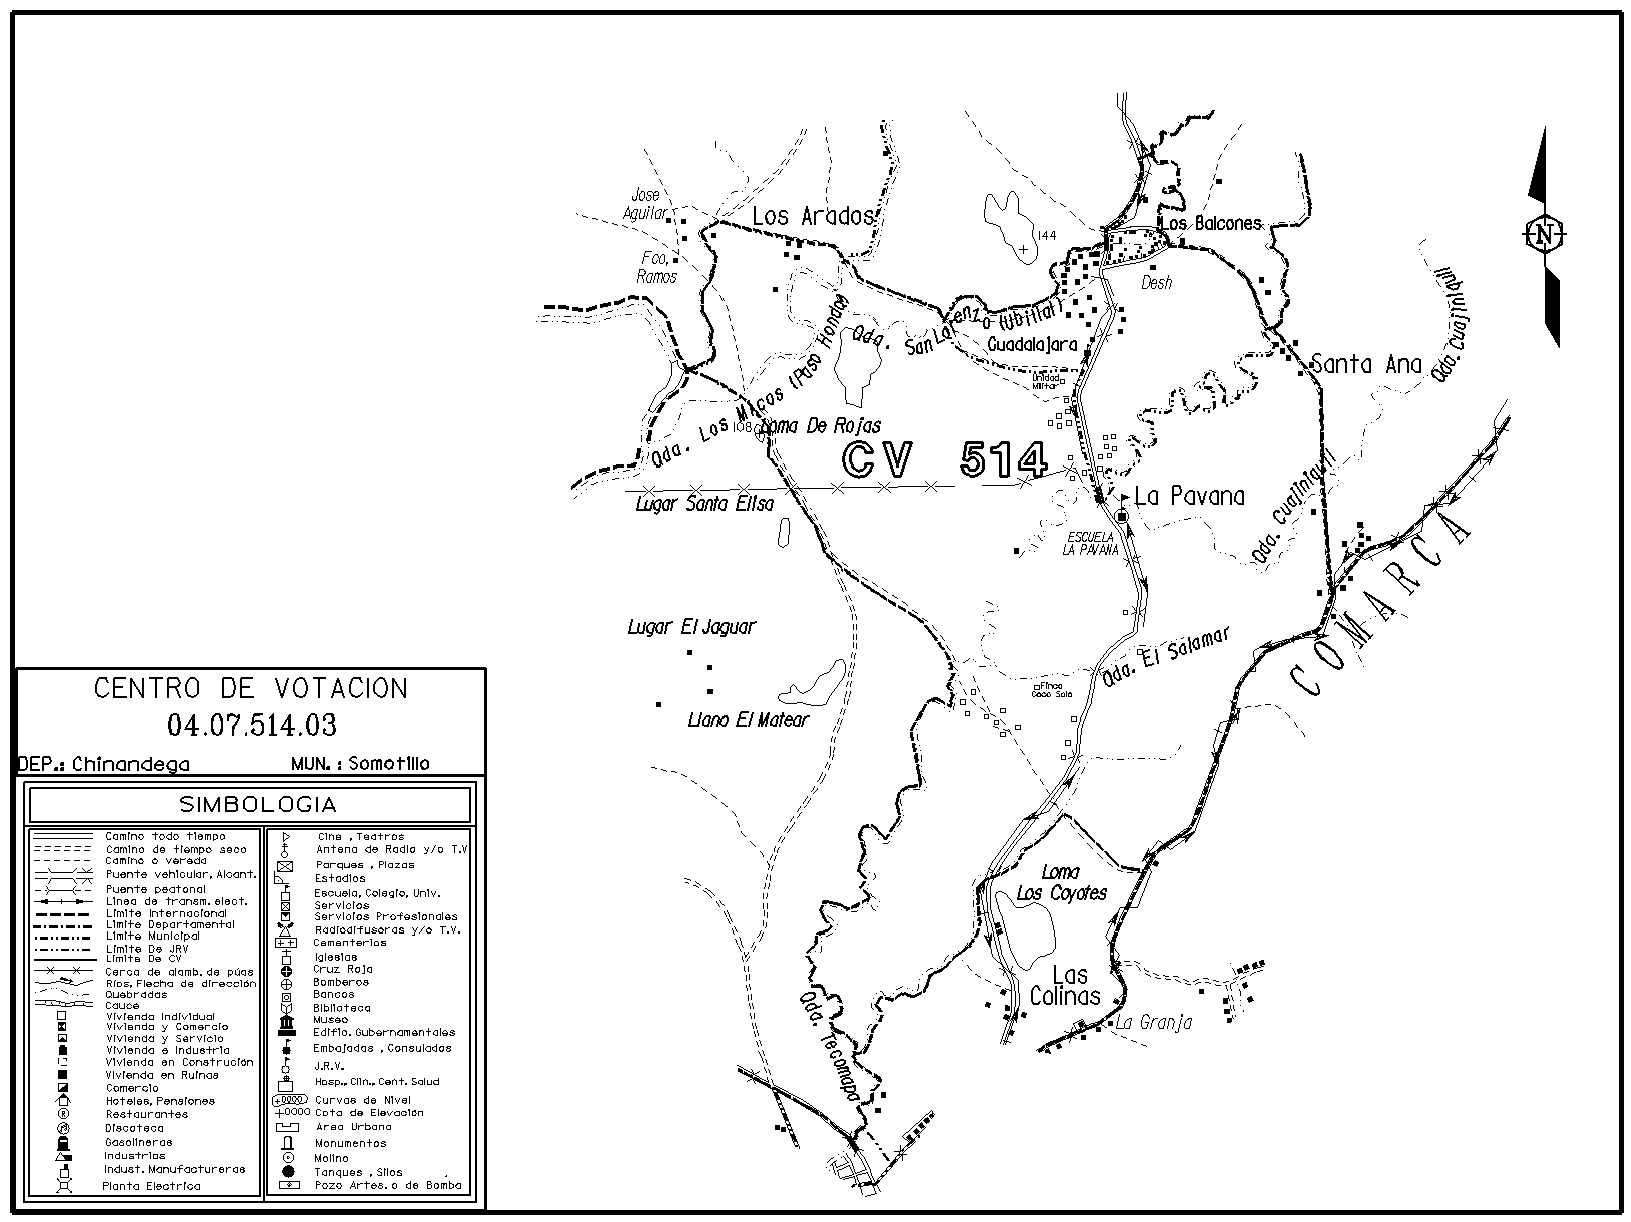 Jose
Aguilar
Los Arados
144
Los Balcones
N
Fco,
Ramos
Desh
Qda. San Lorenzo (Ubillal)
Guadalajara
Qda. Cuajiniquil
Santa Ana
Unidad
Militar
Qda. Los Micos (Paso Hondo)
108
Loma De Rojas
CV 514
Lugar Santa Elisa
La Pavana
Qda. Cuajiniquil
ESCUELA
LA PAVANA
COMARCA
Lugar El Jaguar
Qda. El Salamar
Finca
Coco Solo
Llano El Matear
Loma
Los Coyotes
Las
Colinas
La Granja
Qda. Tecomapa
CENTRO DE VOTACION
04.07.514.03
DEP.: Chinandega
MUN. : Somotillo
SIMBOLOGIA
Camino todo tiempo
Camino de tiempo seco
Camino o vereda
Puente vehicular, Alcant.
Puente peatonal
Linea de transm. elect.
Limite Internacional
Limite Departamental
Limite Municipal
Limite De JRV
Limite De CV
Cerca de alamb. de púas
Ríos, Flecha de dirección
Quebradas
Cauce
Vivienda Individual
Vivienda y Comercio
Vivienda y Servicio
Vivienda e Industria
Vivienda en Construción
Vivienda en Ruinas
Comercio
Hoteles, Pensiones
R Restaurantes
Discoteca
Gasolineras
Industrias
Indust. Manufactureras
Planta Electrica
Cine , Teatros
Antena de Radio y/o T.V
Parques , Plazas
Estadios
Escuela, Colegio, Univ.
Servicios
Servicios Profesionales
Radiodifusoras y/o T.V.
Cementerios
Iglesias
Cruz Roja
Bomberos
Bancos
Biblioteca
Museo
Edific. Gubernamentales
Embajadas , Consulados
J.R.V.
Hosp., Clin., Cent. Salud
+0000 Curvas de Nivel
+0000 Cota de Elevación
Area Urbana
Monumentos
Molino
Tanques , Silos
Pozo Artes. o de Bomba